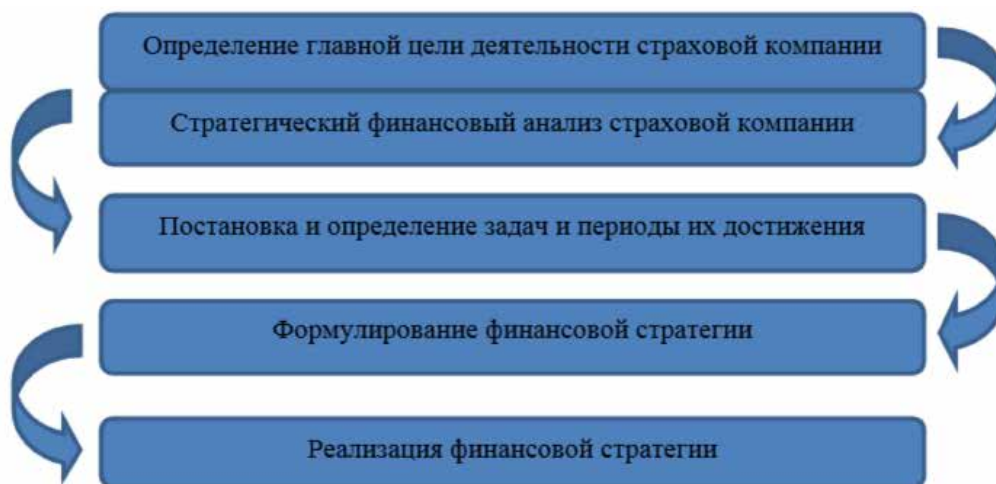 Определение главной цели деятельности страховой компании
Стратегический финансовый анализ страховой компании
Постановка и определение задач и периоды их достижения
Формулирование финансовой стратегии
Реализация финансовой стратегии